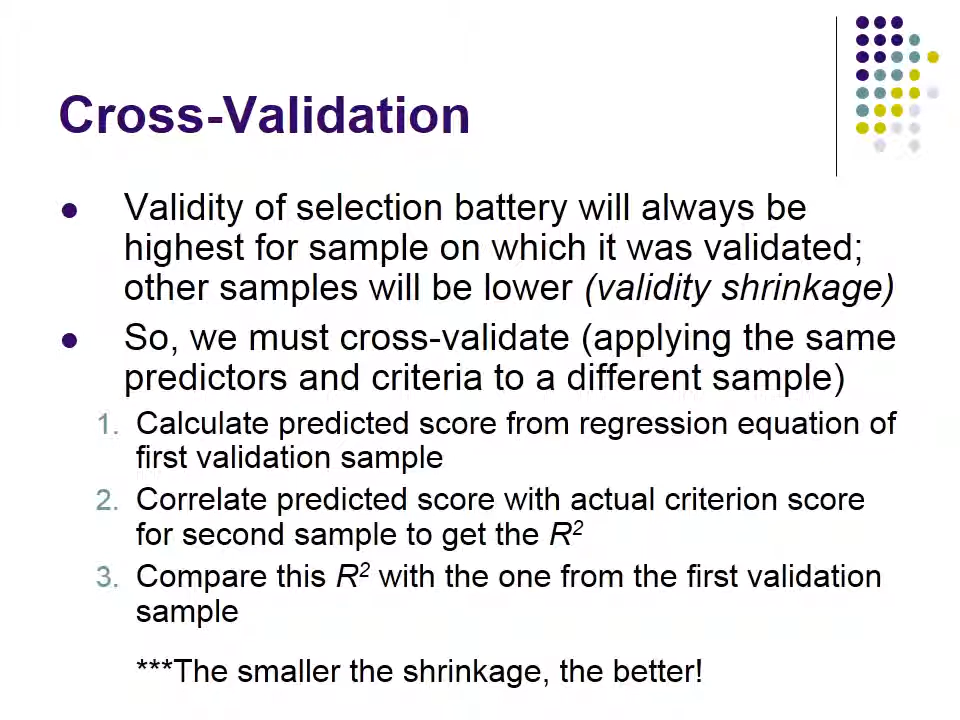 Cross-Validation
● Validity of selection battery will always be
highest for sample on which it was validated;
other samples will be lower (validity shrinkage)
● So, we must cross-validate (applying the same
predictors and criteria to a different sample)
1. Calculate predicted score from regression equation of
first validation sample
2. Correlate predicted score with actual criterion score
for second sample to get the R²
3. Compare this R² with the one from the first validation
sample
***The smaller the shrinkage, the better!